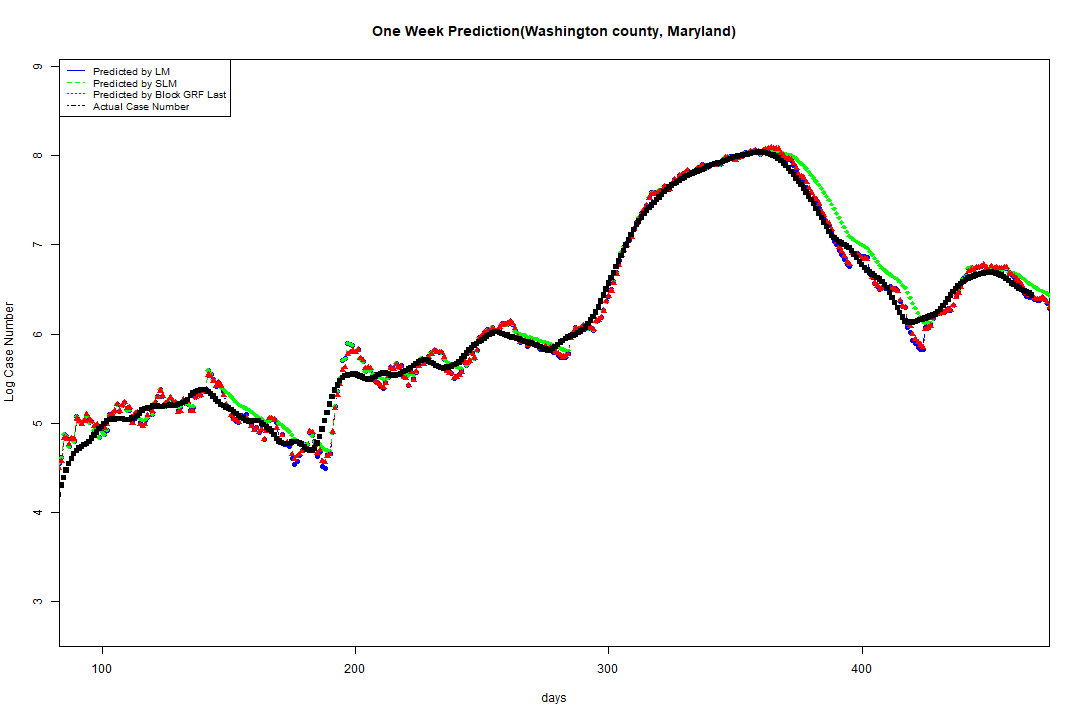 One Week Prediction(Washington county, Maryland)
Predicted by LM
Predicted by SLM
Predicted by Block GRF Last
Actual Case Number
9
8
7
6
5
4
3
Log Case Number
100 200 300 400
days